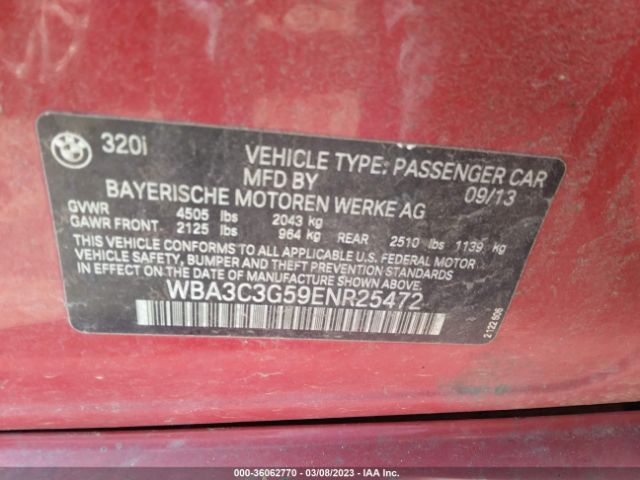 BMW
320i
VEHICLE TYPE: PASSENGER CAR
MFD BY
09/13
BAYERISCHE MOTOREN WERKE AG
GVWR 4505 lbs 2043 kg
GAWR FRONT 2125 lbs 964 kg REAR 2510 lbs 1139 kg
THIS VEHICLE CONFORMS TO ALL APPLICABLE U.S. FEDERAL MOTOR
VEHICLE SAFETY, BUMPER AND THEFT PREVENTION STANDARDS
IN EFFECT ON THE DATE OF MANUFACTURE SHOWN ABOVE.
WBA3C3G59ENR25472
2122 606
000-36062770 | 03/08/2023 | IAA Inc.